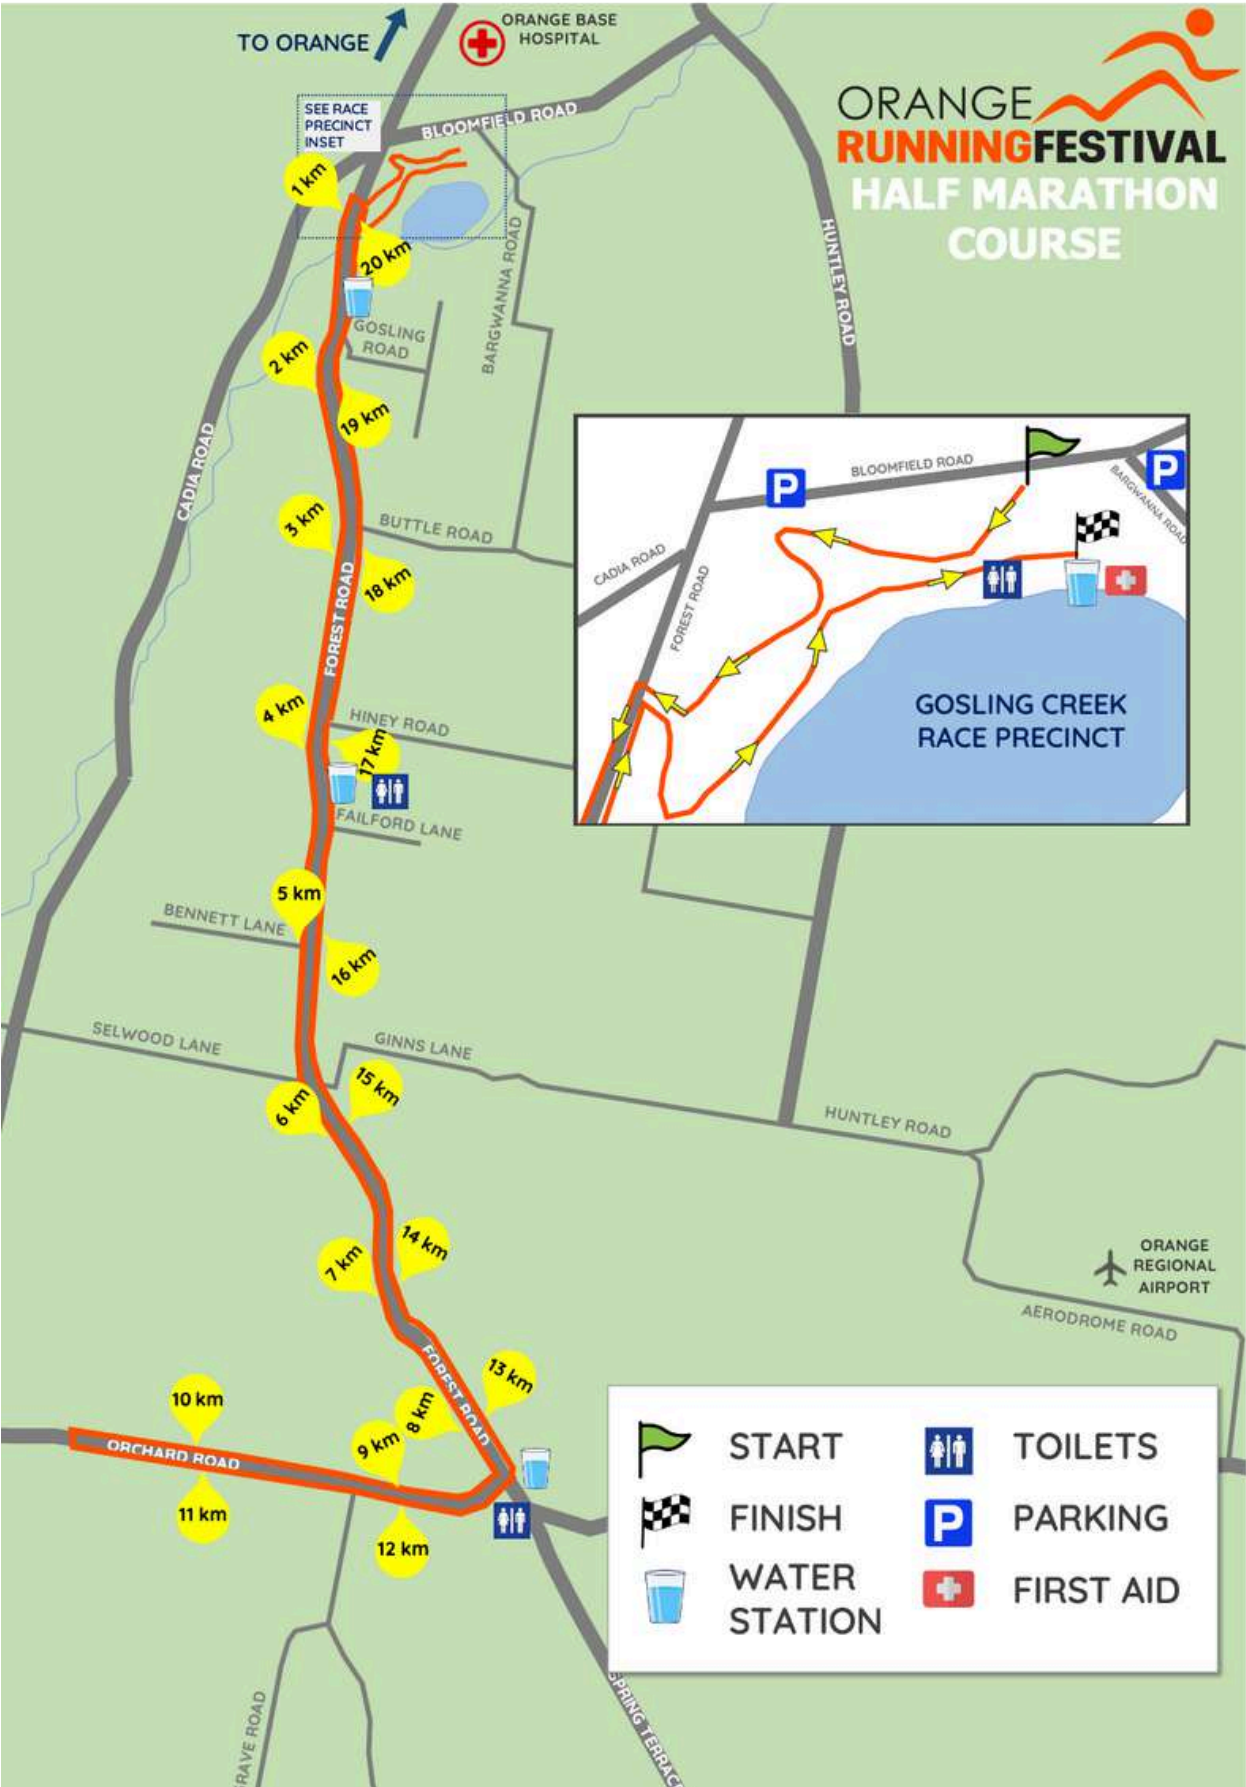 TO ORANGE
ORANGE BASE
HOSPITAL
ORANGE
RUNNINGFESTIVAL
HALF MARATHON
COURSE
SEE RACE
PRECINCT
INSET
BLOOMFIELD ROAD
1 km
20 km
BARGWANNA ROAD
HUNTLEY ROAD
GOSLING
ROAD
2 km
19 km
CADIA ROAD
3 km
BUTTLE ROAD
18 km
FOREST ROAD
4 km
HINEY ROAD
17 km
FAILFORD LANE
5 km
BENNETT LANE
16 km
SELWOOD LANE
GINNS LANE
15 km
6 km
HUNTLEY ROAD
14 km
7 km
ORANGE
REGIONAL
AIRPORT
AERODROME ROAD
FOREST ROAD
13 km
8 km
9 km
10 km
ORCHARD ROAD
11 km
12 km
SPRING TERRAC
RAVE ROAD
P
BLOOMFIELD ROAD
P
BARGWANNA ROAD
CADIA ROAD
FOREST ROAD
GOSLING CREEK
RACE PRECINCT
START
TOILETS
FINISH
P
PARKING
WATER
STATION
FIRST AID